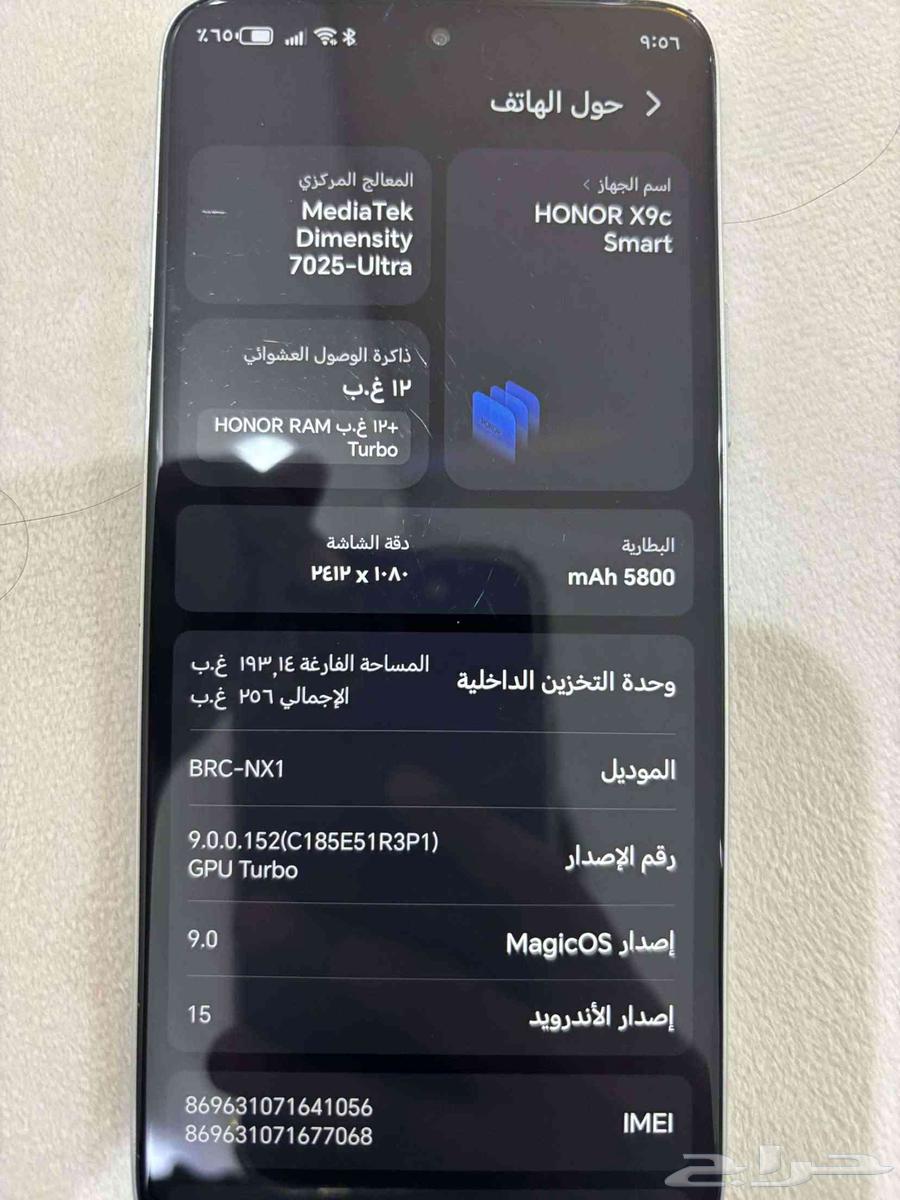 ٩:٥٦
٪٦٥
حول الهاتف
اسم الجهاز
HONOR X9c
Smart
المعالج المركزي
MediaTek
Dimensity
7025-Ultra
ذاكرة الوصول العشوائي
١٢ غ.ب
+١٢ غ.ب HONOR RAM
Turbo
HONOR
البطارية
5800 mAh
دقة الشاشة
١٠٨٠ x ٢٤١٢
وحدة التخزين الداخلية
المساحة الفارغة ١٩٣,١٤ غ.ب
الإجمالي ٢٥٦ غ.ب
الموديل
BRC-NX1
رقم الإصدار
9.0.0.152(C185E51R3P1)
GPU Turbo
إصدار MagicOS
9.0
إصدار الأندرويد
15
IMEI
869631071641056
869631071677068
حراج